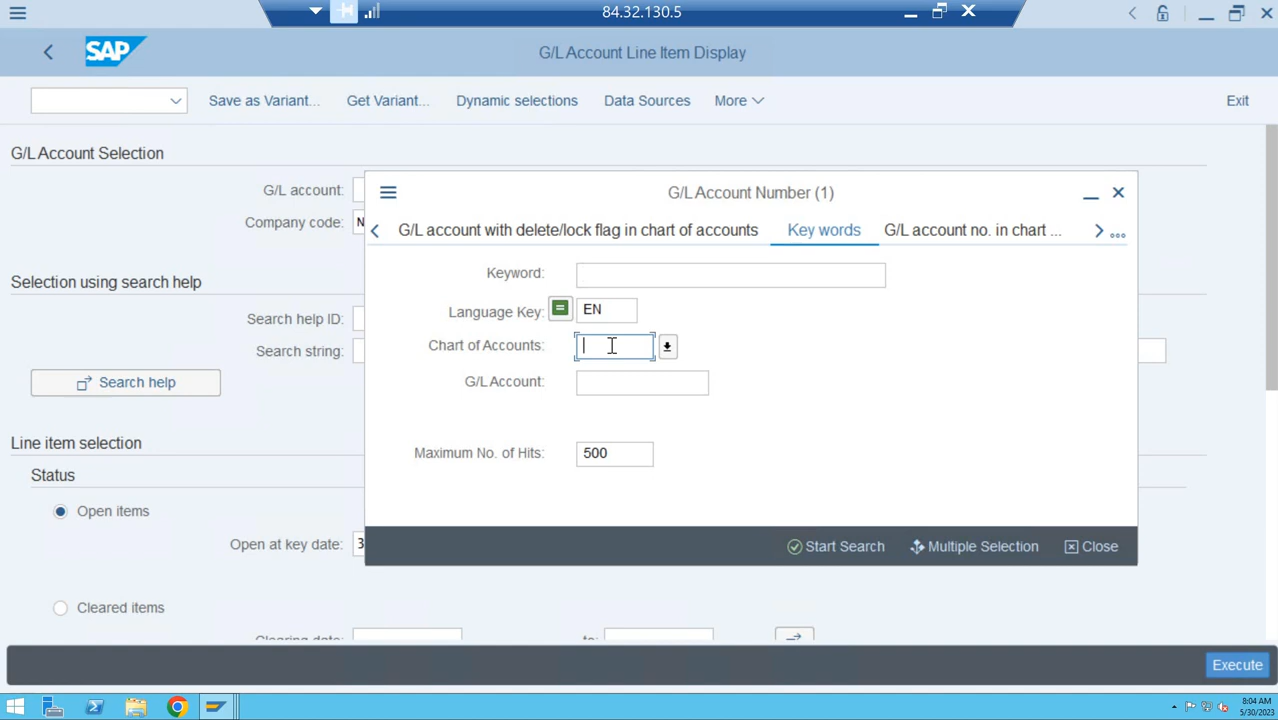 84.32.130.5
SAP
G/L Account Line Item Display
Save as Variant... Get Variant... Dynamic selections Data Sources More Exit
G/L Account Selection
G/L account:
Company code: N
Selection using search help
Search help ID:
Search string:
Search help
Line item selection
Status
Open items
Open at key date: 3
Cleared items
Clearing date: to:
G/L Account Number (1)
G/L account with delete/lock flag in chart of accounts Key words G/L account no. in chart ...
Keyword:
Language Key: = EN
Chart of Accounts:
G/L Account:
Maximum No. of Hits: 500
Start Search Multiple Selection Close
Execute
8:04 AM
5/30/2023